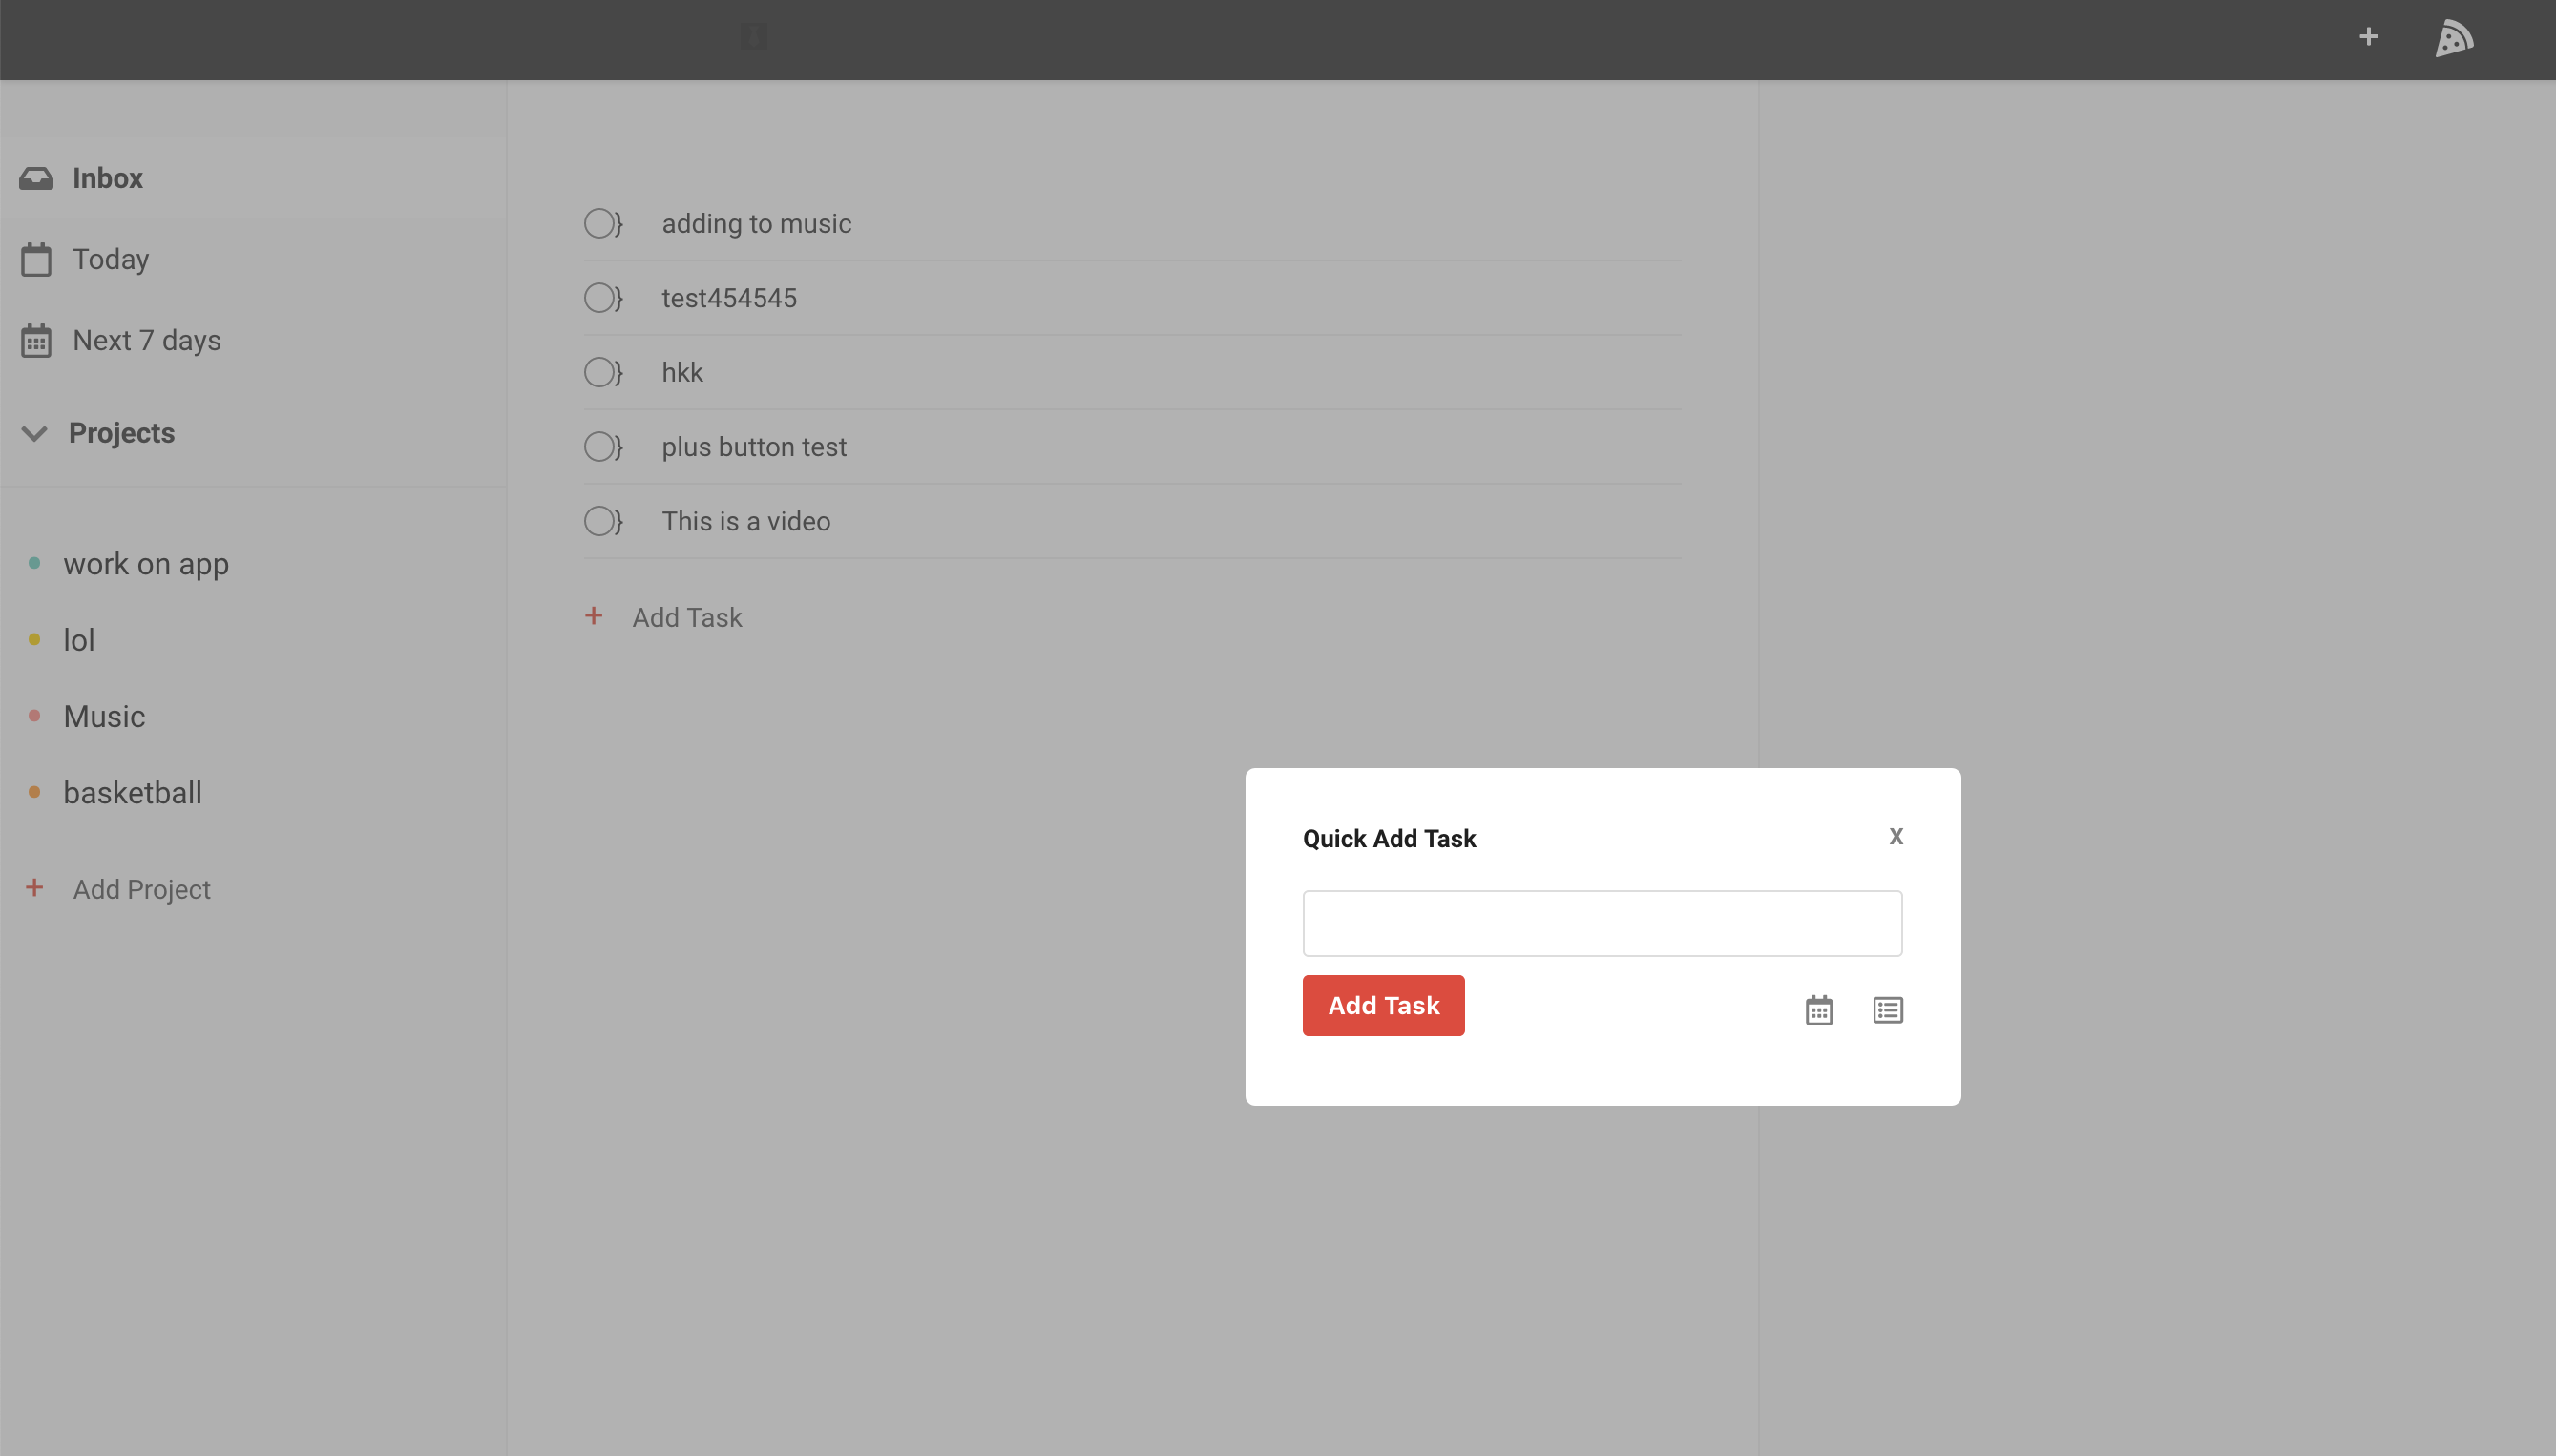 Inbox
Today
Next 7 days
Projects
work on app
lol
Music
basketball
+ Add Project
} adding to music
} test454545
} hkk
} plus button test
} This is a video
+ Add Task
Quick Add Task X
Add Task